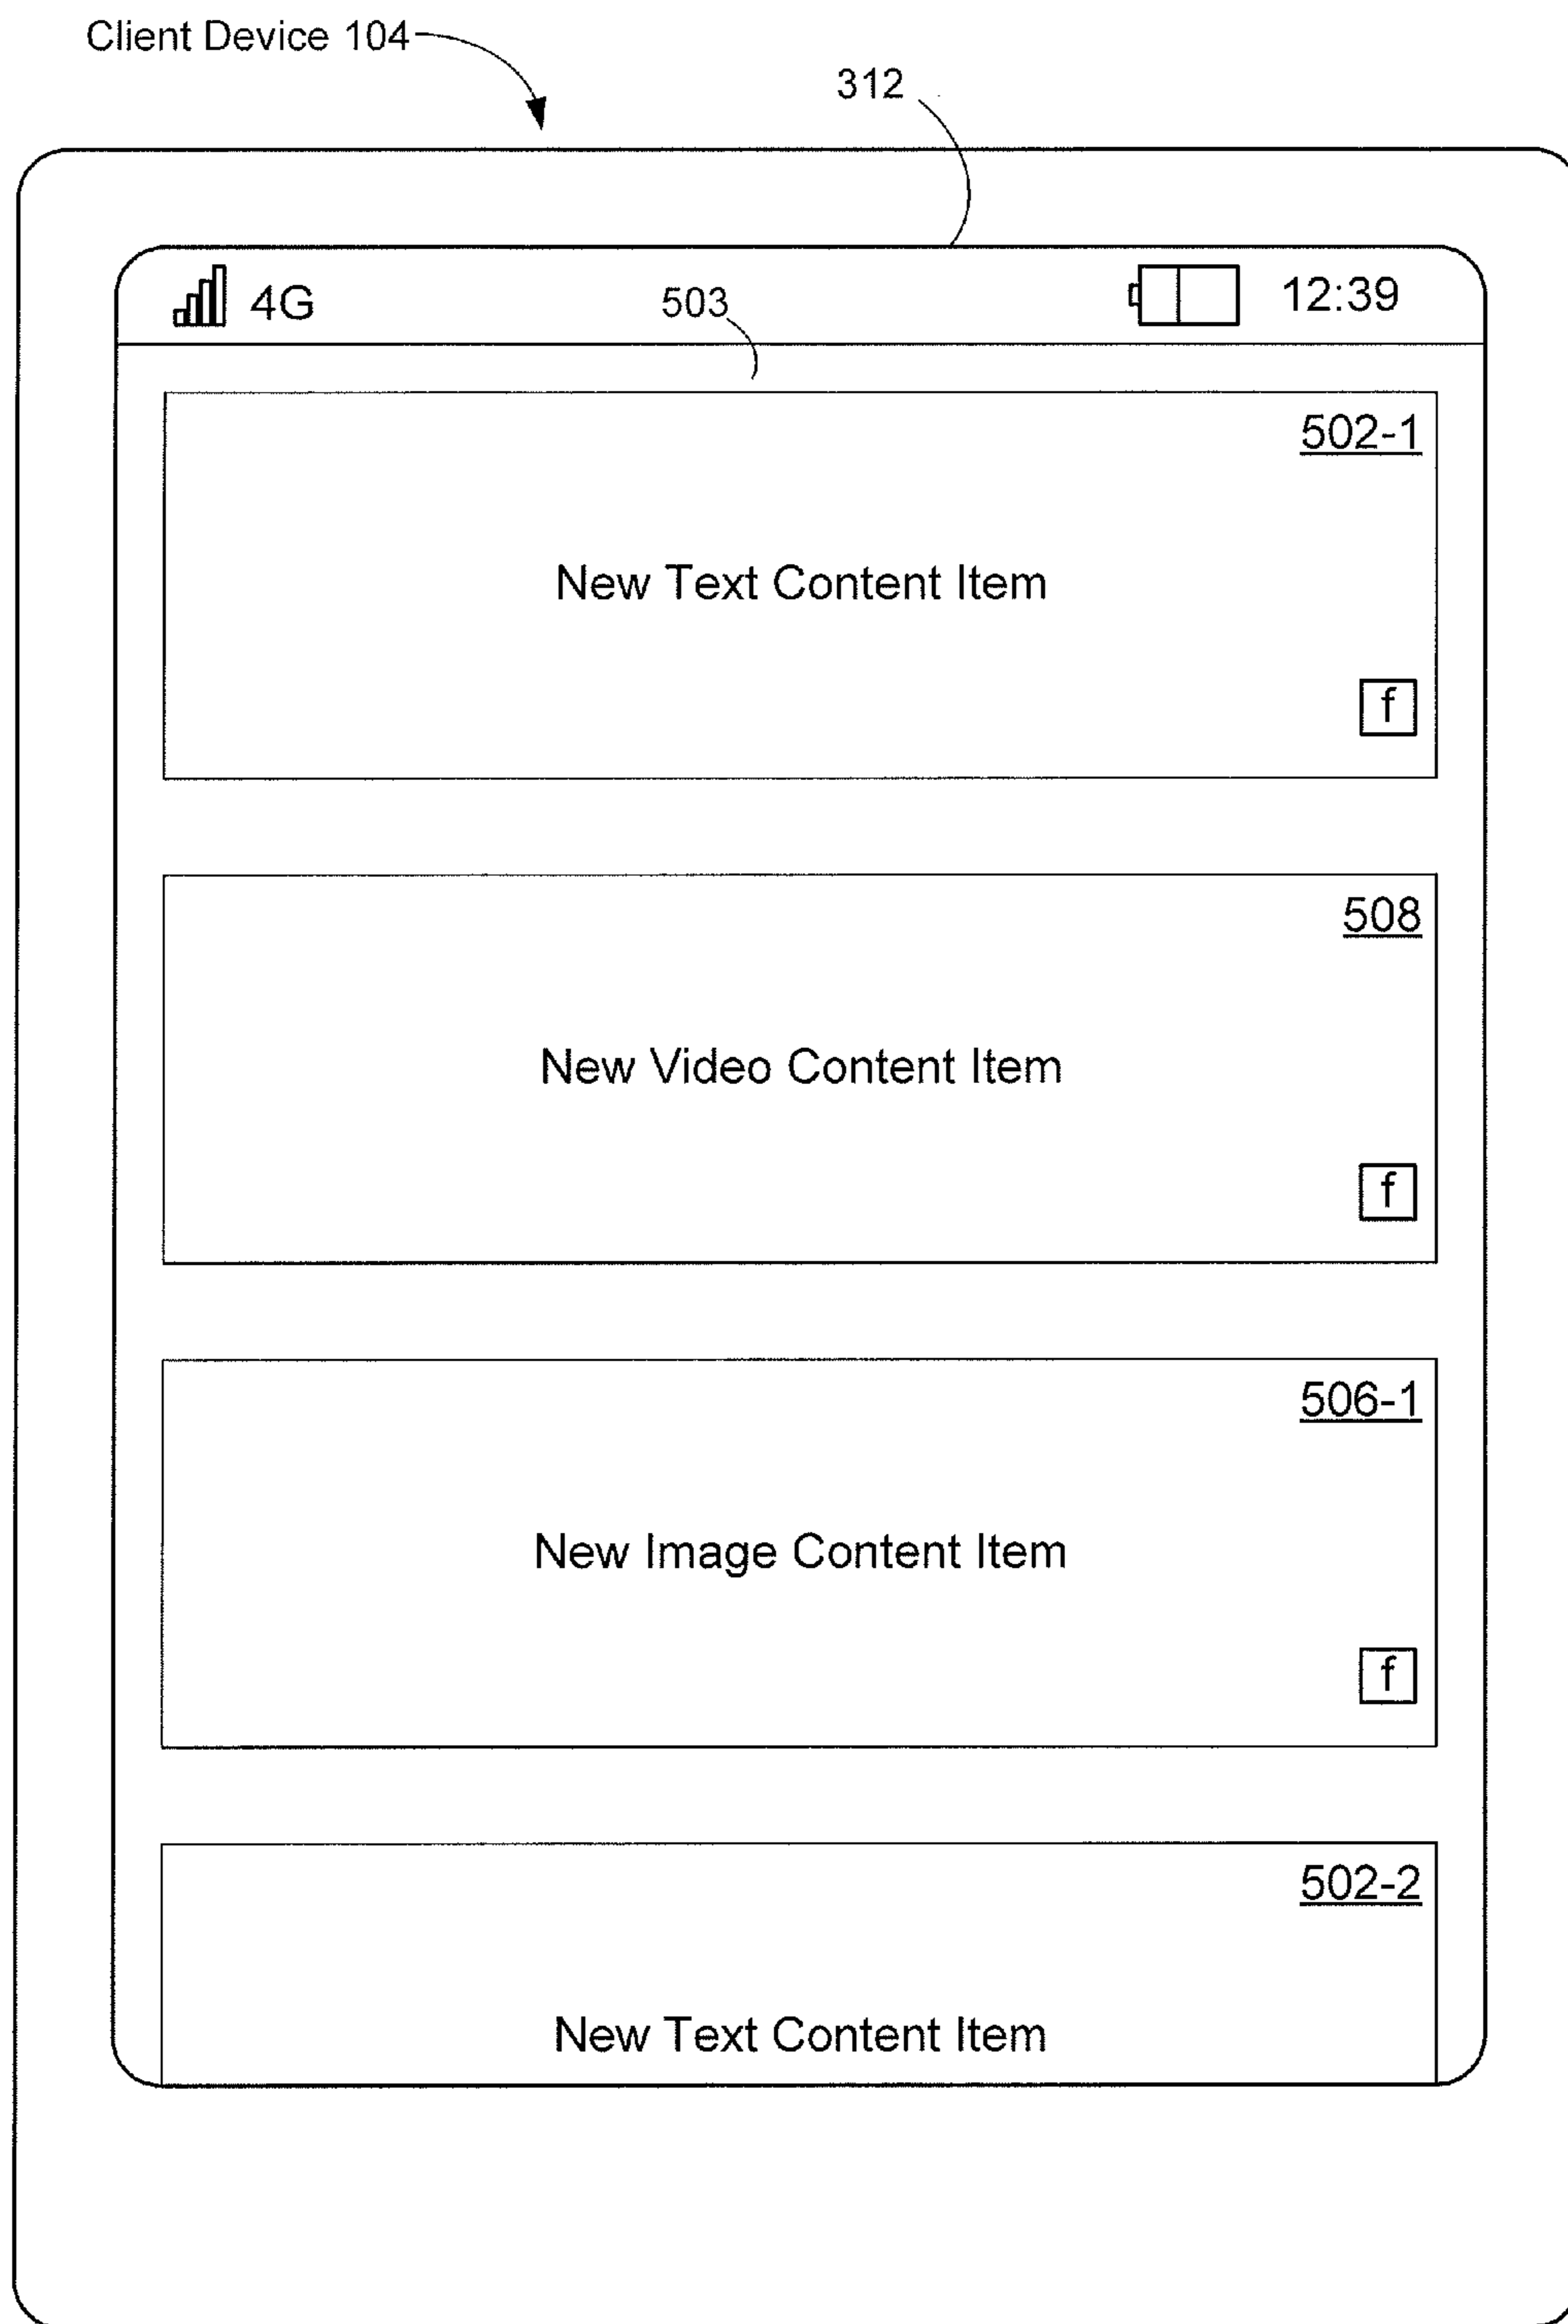 Client Device 104
312
4G
503
12:39
502-1
New Text Content Item
f
508
New Video Content Item
f
506-1
New Image Content Item
f
502-2
New Text Content Item